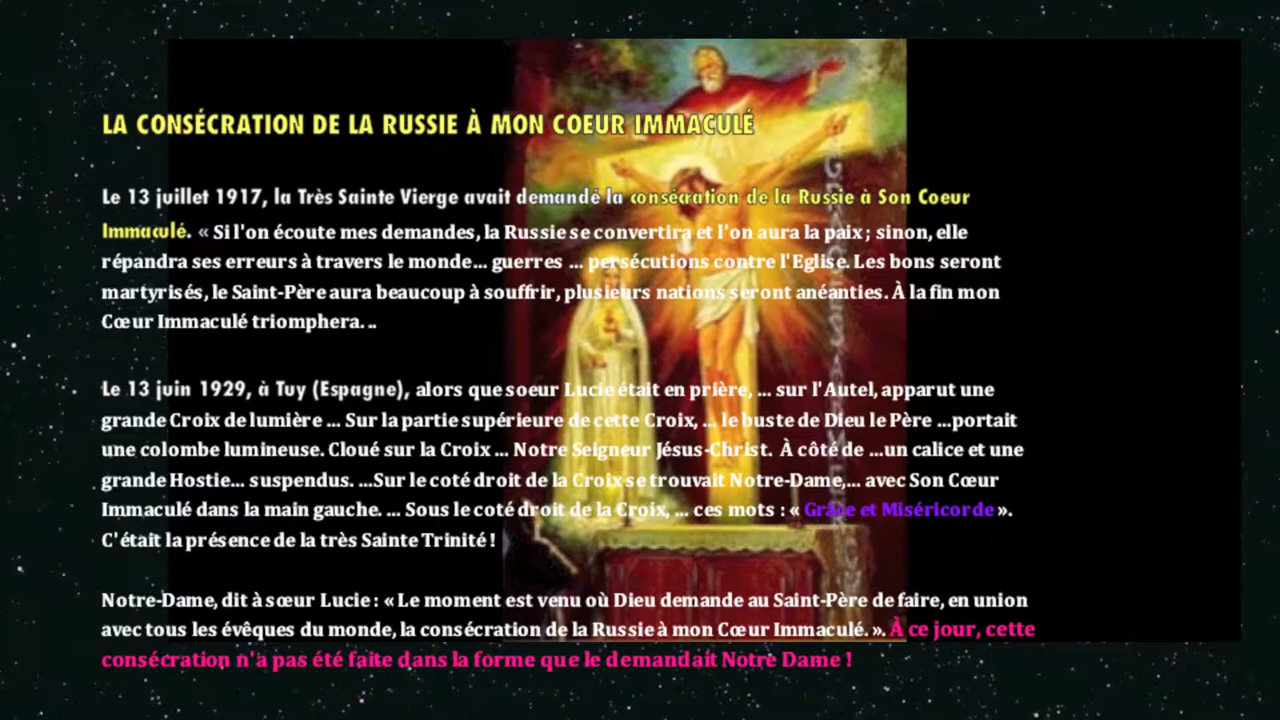 LA CONSÉCRATION DE LA RUSSIE À MON COEUR IMMACULÉ
Le 13 juillet 1917, la Très Sainte Vierge avait demandé la consécration de la Russie à Son Coeur
Immaculé. « Si l'on écoute mes demandes, la Russie se convertira et l'on aura la paix ; sinon, elle
répandra ses erreurs à travers le monde... guerres ... persécutions contre l'Eglise. Les bons seront
martyrisés, le Saint-Père aura beaucoup à souffrir, plusieurs nations seront anéanties. À la fin mon
Cœur Immaculé triomphera...
Le 13 juin 1929, à Tuy (Espagne), alors que soeur Lucie était en prière, ... sur l'Autel, apparut une
grande Croix de lumière ... Sur la partie supérieure de cette Croix, ... le buste de Dieu le Père ...portait
une colombe lumineuse. Cloué sur la Croix ... Notre Seigneur Jésus-Christ. À côté de ...un calice et une
grande Hostie... suspendus. ...Sur le coté droit de la Croix se trouvait Notre-Dame,... avec Son Cœur
Immaculé dans la main gauche. ... Sous le coté droit de la Croix, ... ces mots : « Grâce et Miséricorde ».
C'était la présence de la très Sainte Trinité !
Notre-Dame, dit à sœur Lucie : « Le moment est venu où Dieu demande au Saint-Père de faire, en union
avec tous les évêques du monde, la consécration de la Russie à mon Cœur Immaculé. ». À ce jour, cette
consécration n'a pas été faite dans la forme que le demandait Notre Dame !